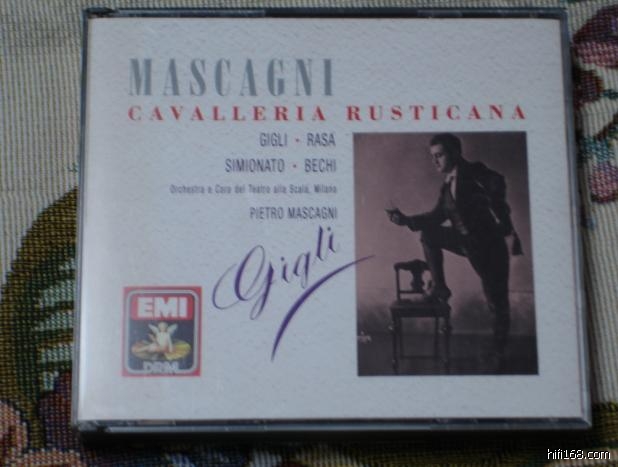 MASCAGNI
CAVALLERIA RUSTICANA
GIGLI · RASA
SIMIONATO · BECHI
Orchestra e Coro del Teatro alla Scala, Milano
PIETRO MASCAGNI
Gigli
EMI
DRM
hifi168.com